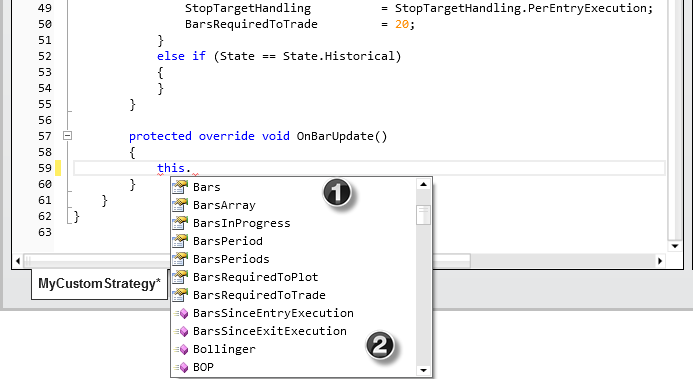 49 StopTargetHandling = StopTargetHandling.PerEntryExecution;
50 BarsRequiredToTrade = 20;
51 }
52 else if (State == State.Historical)
53 {
54 }
55 }
56
57 protected override void OnBarUpdate()
58 {
59 this.
60 }
61 }
62 }
63
Bars
1
BarsArray
BarsInProgress
BarsPeriod
BarsPeriods
BarsRequiredToPlot
BarsRequiredToTrade
BarsSinceEntryExecution
BarsSinceExitExecution
Bollinger
2
BOP
MyCustomStrategy*